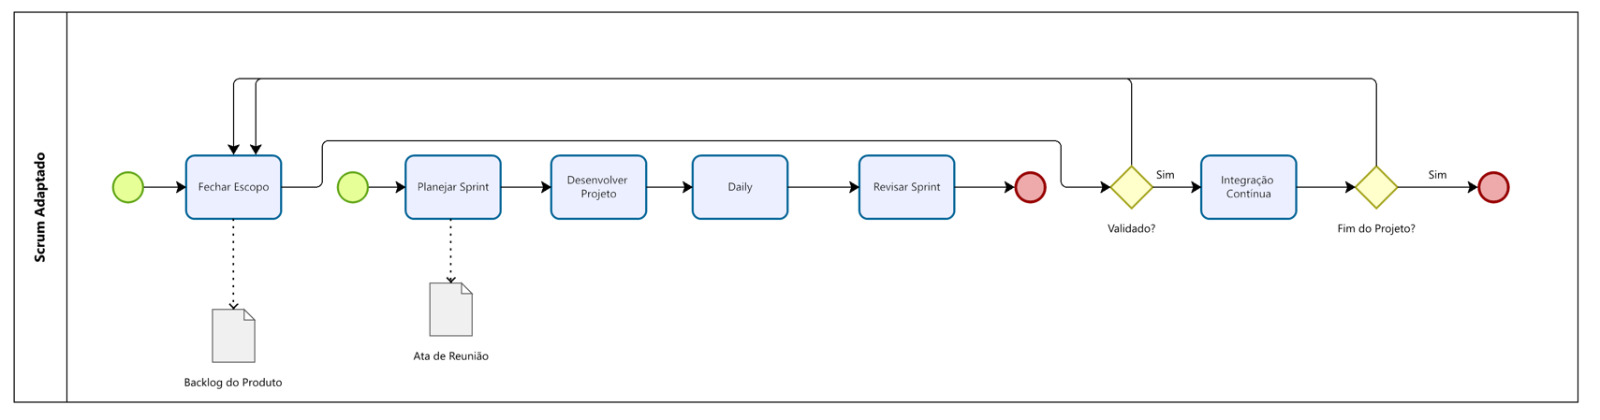 Scrum Adaptado
Fechar Escopo
Planejar Sprint
Desenvolver
Projeto
Daily
Revisar Sprint
Sim
Validado?
Integração
Contínua
Sim
Fim do Projeto?
Ata de Reunião
Backlog do Produto